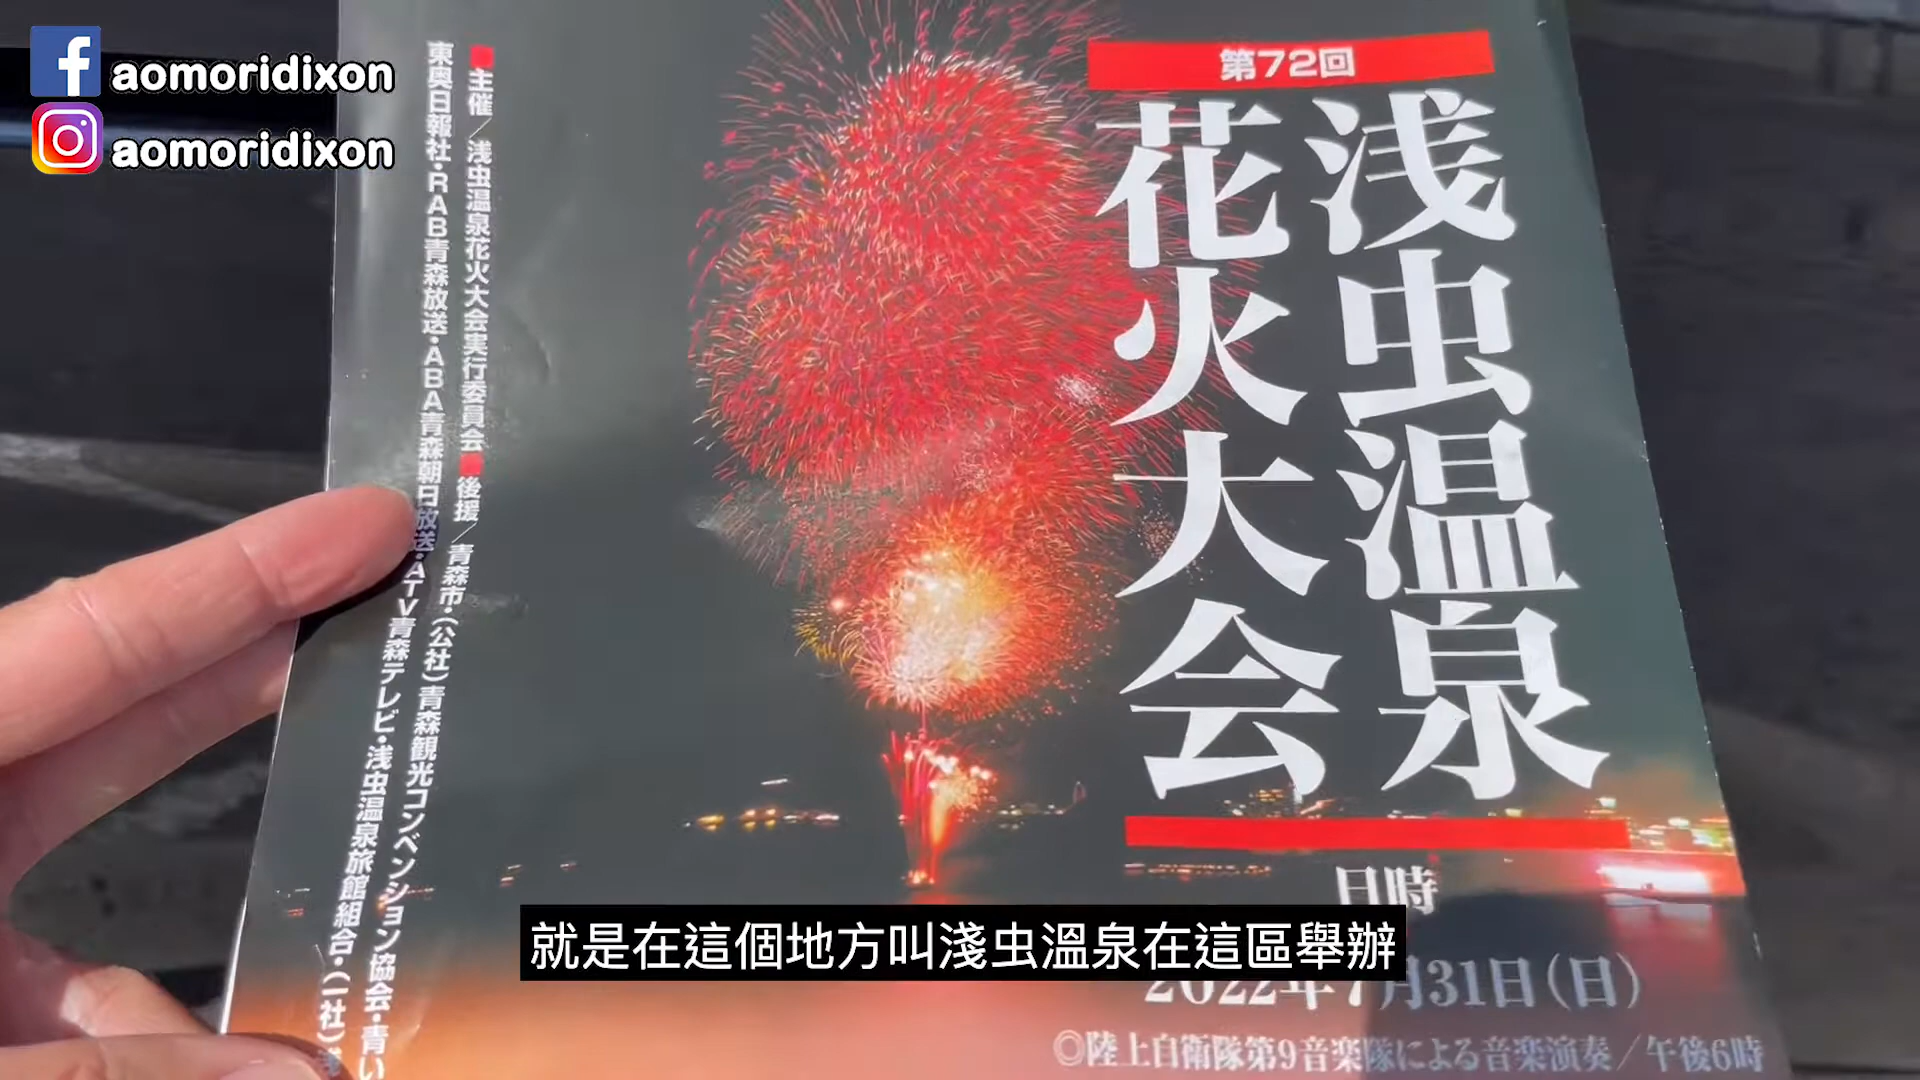 aomoridixon
aomoridixon
第72回
浅虫温泉
花火大会
日時
2022年7月31日(日)
◎陸上自衛隊第9音楽隊による音楽演奏/午後6時
■主催/浅虫温泉花火大会実行委員会■後援/青森市・(公社)青森観光コンベンション協会・青い
東奥日報社・RAB青森放送・ABA青森朝日放送・ATV青森テレビ・浅虫温泉旅館組合・(一社)
就是在這個地方叫淺虫溫泉在這區舉辦